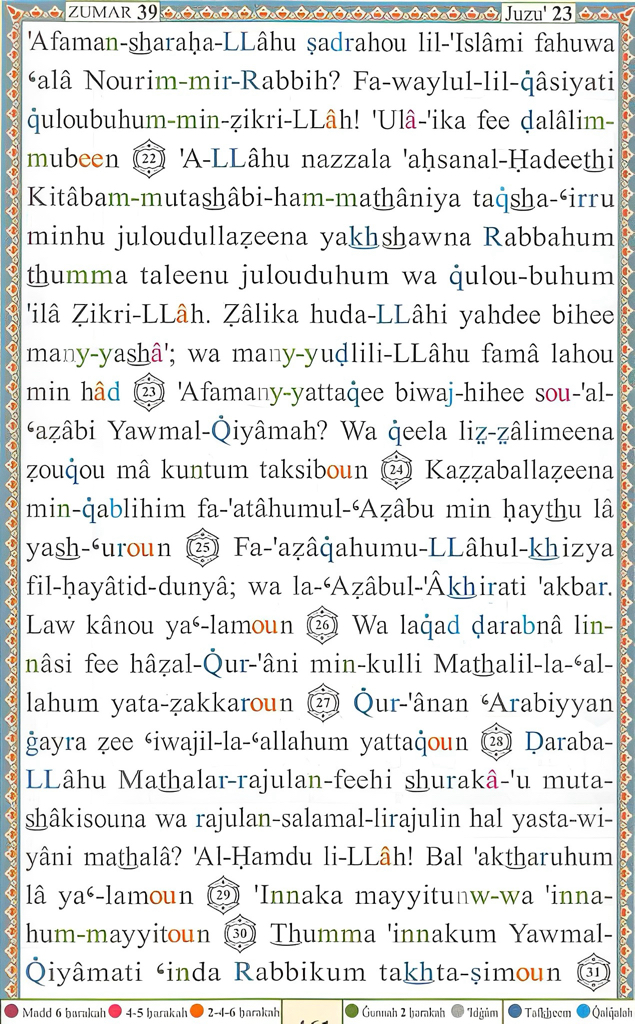 ZUMAR 39 Juzu' 23
'Afaman-sharaḥa-LLâhu ṣadrahou lil-'Islâmi fahuwa
ʿalâ Nourim-mir-Rabbih? Fa-waylul-lil-q̇âsiyati
q̇uloubuhum-min-ẓikri-LLâh! 'Ulâ-'ika fee ḍalâlim-
mubeen 22 'A-LLâhu nazzala 'aḥsanal-Ḥadeethi
Kitâbam-mutashâbi-ham-mathâniya taq̇sha-ʿirru
minhu juloudullaẓeena yakhshawna Rabbahum
thumma taleenu julouduhum wa q̇ulou-buhum
'ilâ Ẓikri-LLâh. Ẓâlika huda-LLâhi yahdee bihee
many-yashâ'; wa many-yuḍlili-LLâhu famâ lahou
min hâd 23 'Afamany-yattaq̇ee biwaj-hihee sou-'al-
ʿaẓâbi Yawmal-Q̇iyâmah? Wa q̇eela liẓ̤-ẓ̤âlimeena
ẓouq̇ou mâ kuntum taksiboun 24 Kaẓẓaballaẓeena
min-q̇ablihim fa-'atâhumul-ʿAẓâbu min ḥaythu lâ
yash-ʿuroun 25 Fa-'aẓâq̇ahumu-LLâhul-khizya
fil-ḥayâtid-dunyâ; wa la-ʿAẓâbul-'Âkhirati 'akbar.
Law kânou yaʿ-lamoun 26 Wa laq̇ad ḍarabnâ lin-
nâsi fee hâẓal-Q̇ur-'âni min-kulli Mathalil-la-ʿal-
lahum yata-ẓakkaroun 27 Q̇ur-'ânan ʿArabiyyan
ġayra ẓee ʿiwajil-la-ʿallahum yattaq̇oun 28 Ḍaraba-
LLâhu Mathalar-rajulan-feehi shurakâ-'u muta-
shâkisouna wa rajulan-salamal-lirajulin hal yasta-wi-
yâni mathalâ? 'Al-Ḥamdu li-LLâh! Bal 'aktharuhum
lâ yaʿ-lamoun 29 'Innaka mayyitunw-wa 'inna-
hum-mayyitoun 30 Thumma 'innakum Yawmal-
Q̇iyâmati ʿinda Rabbikum takhta-ṣimoun 31
Madd 6 ḥarakah 4-5 ḥarakah 2-4-6 ḥarakah Ġunnah 2 ḥarakah 'Idġâm Tafkheem Q̇alq̇alah